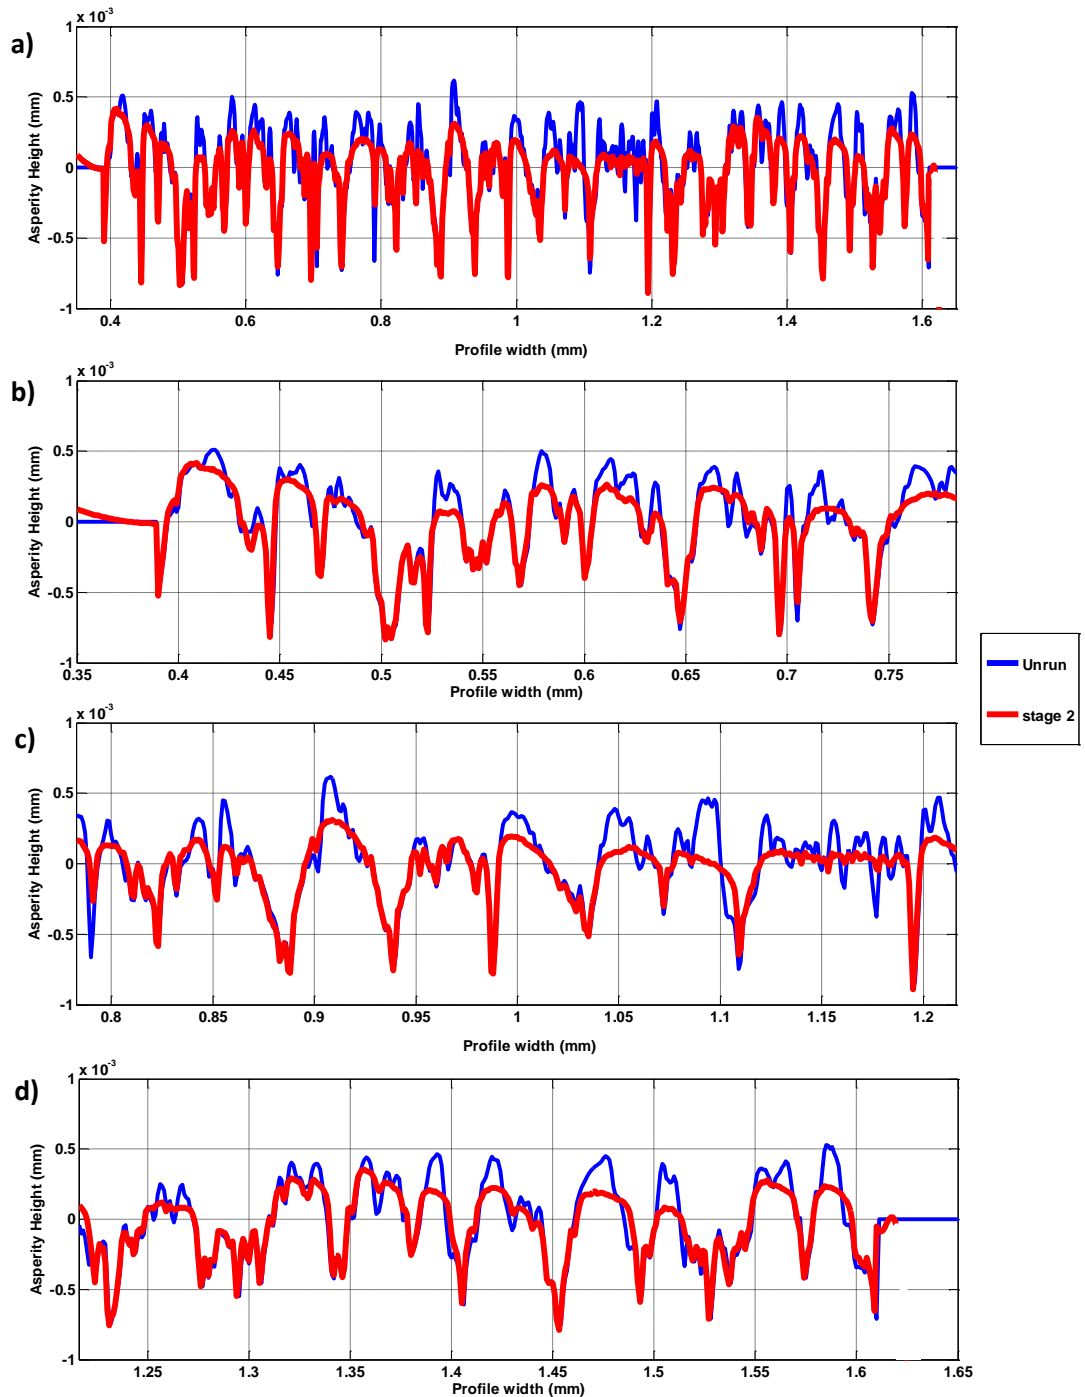 x 10-3
a)
1
0.5
0
-0.5
-1
Asperity Height (mm)
0.4 0.6 0.8 1 1.2 1.4 1.6
Profile width (mm)
x 10-3
b)
1
0.5
0
-0.5
-1
Asperity Height (mm)
0.35 0.4 0.45 0.5 0.55 0.6 0.65 0.7 0.75
Profile width (mm)
Unrun
stage 2
x 10-3
c)
1
0.5
0
-0.5
-1
Asperity Height (mm)
0.8 0.85 0.9 0.95 1 1.05 1.1 1.15 1.2
Profile width (mm)
x 10-3
d)
1
0.5
0
-0.5
-1
Asperity Height (mm)
1.25 1.3 1.35 1.4 1.45 1.5 1.55 1.6 1.65
Profile width (mm)